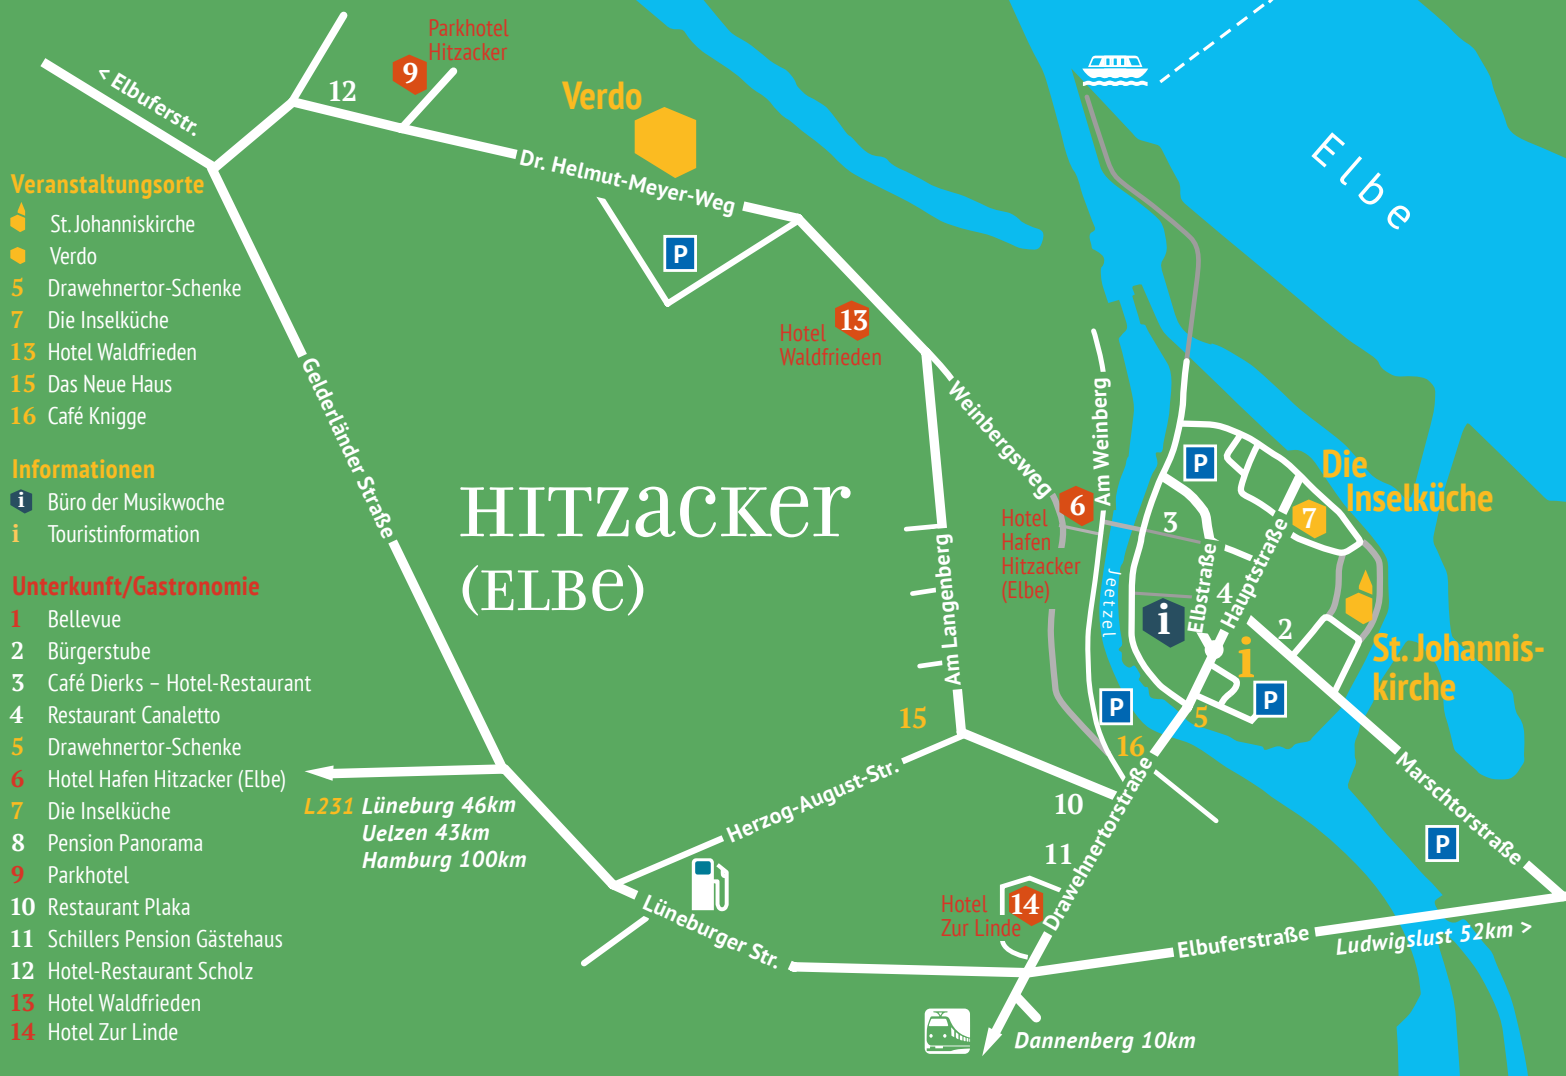 Parkhotel
Hitzacker
9
12
< Elbuferstr.
Verdo
Dr. Helmut-Meyer-Weg
P
Elbe
Veranstaltungsorte
St. Johanniskirche
Verdo
5 Drawehnertor-Schenke
7 Die Inselküche
13 Hotel Waldfrieden
15 Das Neue Haus
16 Café Knigge
Informationen
i Büro der Musikwoche
i Touristinformation
Unterkunft/Gastronomie
1 Bellevue
2 Bürgerstube
3 Café Dierks – Hotel-Restaurant
4 Restaurant Canaletto
5 Drawehnertor-Schenke
6 Hotel Hafen Hitzacker (Elbe)
7 Die Inselküche
8 Pension Panorama
9 Parkhotel
10 Restaurant Plaka
11 Schillers Pension Gästehaus
12 Hotel-Restaurant Scholz
13 Hotel Waldfrieden
14 Hotel Zur Linde
Gelderländer Straße
HITzacKer
(ELBe)
13
Hotel
Waldfrieden
Weinbergsweg
Am Weinberg
Am Langenberg
6
Hotel
Hafen
Hitzacker
(Elbe)
Jeetzel
P
3
Elbstraße
Hauptstraße
4
2
i
i
Die
Inselküche
7
St. Johannis-
kirche
P
P
5
15
16
10
11
Herzog-August-Str.
Drawehnertorstraße
Marschtorstraße
P
L231 Lüneburg 46km
Uelzen 43km
Hamburg 100km
Lüneburger Str.
Hotel
Zur Linde
14
Elbuferstraße
Ludwigslust 52km >
Dannenberg 10km